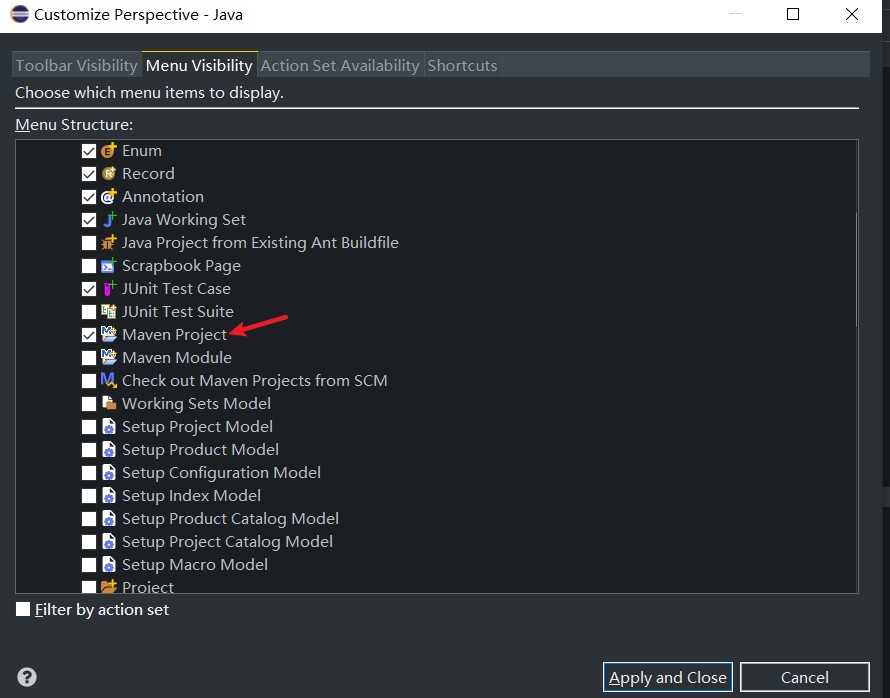 Customize Perspective - Java
Toolbar Visibility Menu Visibility Action Set Availability Shortcuts
Choose which menu items to display.
Menu Structure:
Enum
Record
Annotation
Java Working Set
Java Project from Existing Ant Buildfile
Scrapbook Page
JUnit Test Case
JUnit Test Suite
Maven Project
Maven Module
Check out Maven Projects from SCM
Working Sets Model
Setup Project Model
Setup Product Model
Setup Configuration Model
Setup Index Model
Setup Product Catalog Model
Setup Project Catalog Model
Setup Macro Model
Project
Filter by action set
Apply and Close Cancel